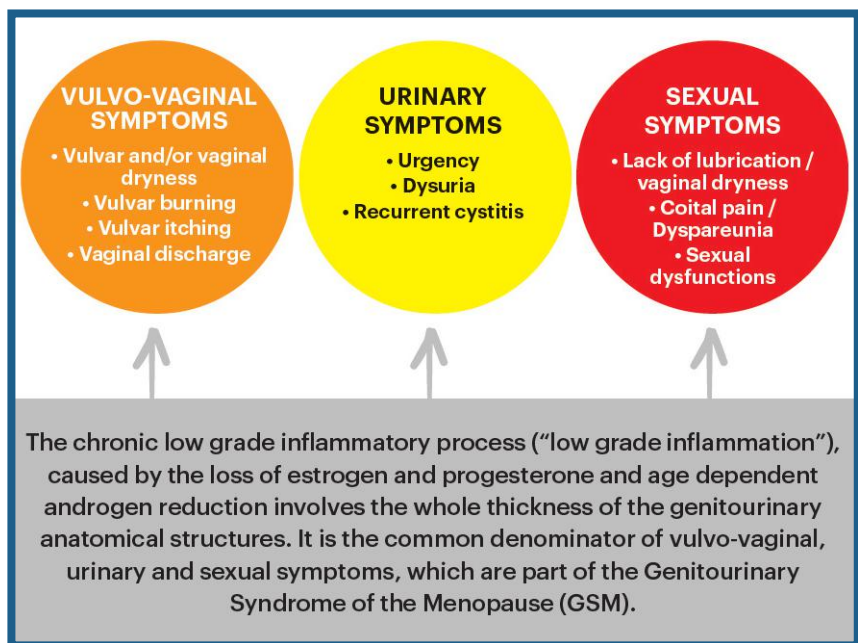 VULVO-VAGINAL
SYMPTOMS
• Vulvar and/or vaginal
dryness
• Vulvar burning
• Vulvar itching
• Vaginal discharge
URINARY
SYMPTOMS
• Urgency
• Dysuria
• Recurrent cystitis
SEXUAL
SYMPTOMS
• Lack of lubrication /
vaginal dryness
• Coital pain /
Dyspareunia
• Sexual
dysfunctions
The chronic low grade inflammatory process (“low grade inflammation”),
caused by the loss of estrogen and progesterone and age dependent
androgen reduction involves the whole thickness of the genitourinary
anatomical structures. It is the common denominator of vulvo-vaginal,
urinary and sexual symptoms, which are part of the Genitourinary
Syndrome of the Menopause (GSM).